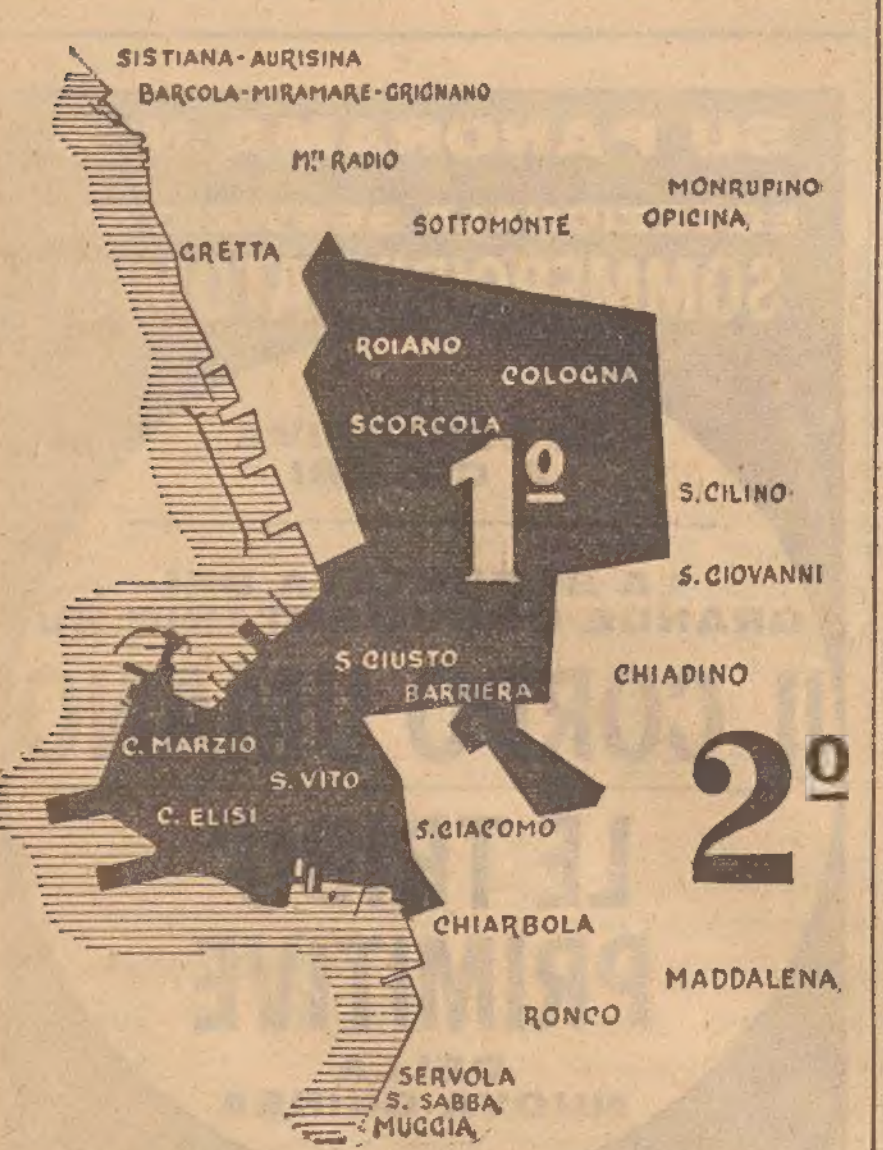 SISTIANA-AURISINA
BARCOLA-MIRAMARE-GRIGNANO
Mte RADIO
MONRUPINO
OPICINA
SOTTOMONTE
GRETTA
ROIANO
COLOGNA
SCORCOLA
1º
S. CILINO
S. GIOVANNI
S GIUSTO
BARRIERA
CHIADINO
C. MARZIO
S. VITO
2º
C. ELISI
S. GIACOMO
CHIARBOLA
MADDALENA
RONCO
SERVOLA
S. SABBA
MUGGIA